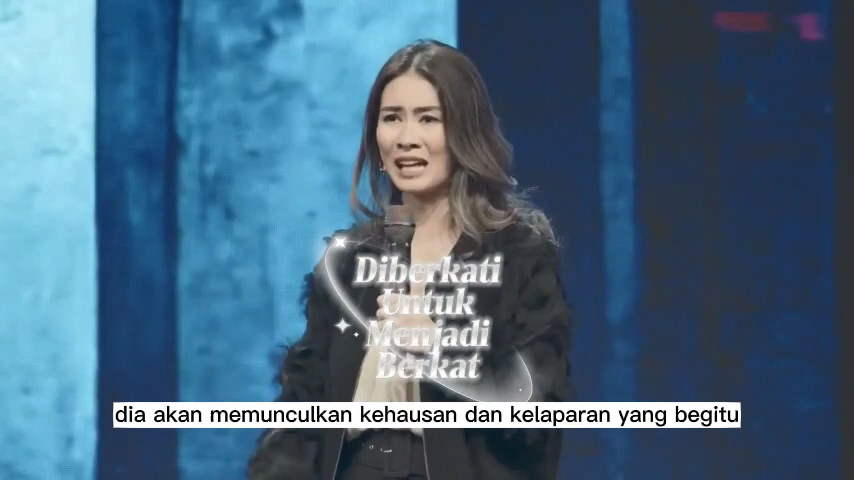 Diberkati
Untuk
Menjadi
Berkat
dia akan memunculkan kehausan dan kelaparan yang begitu